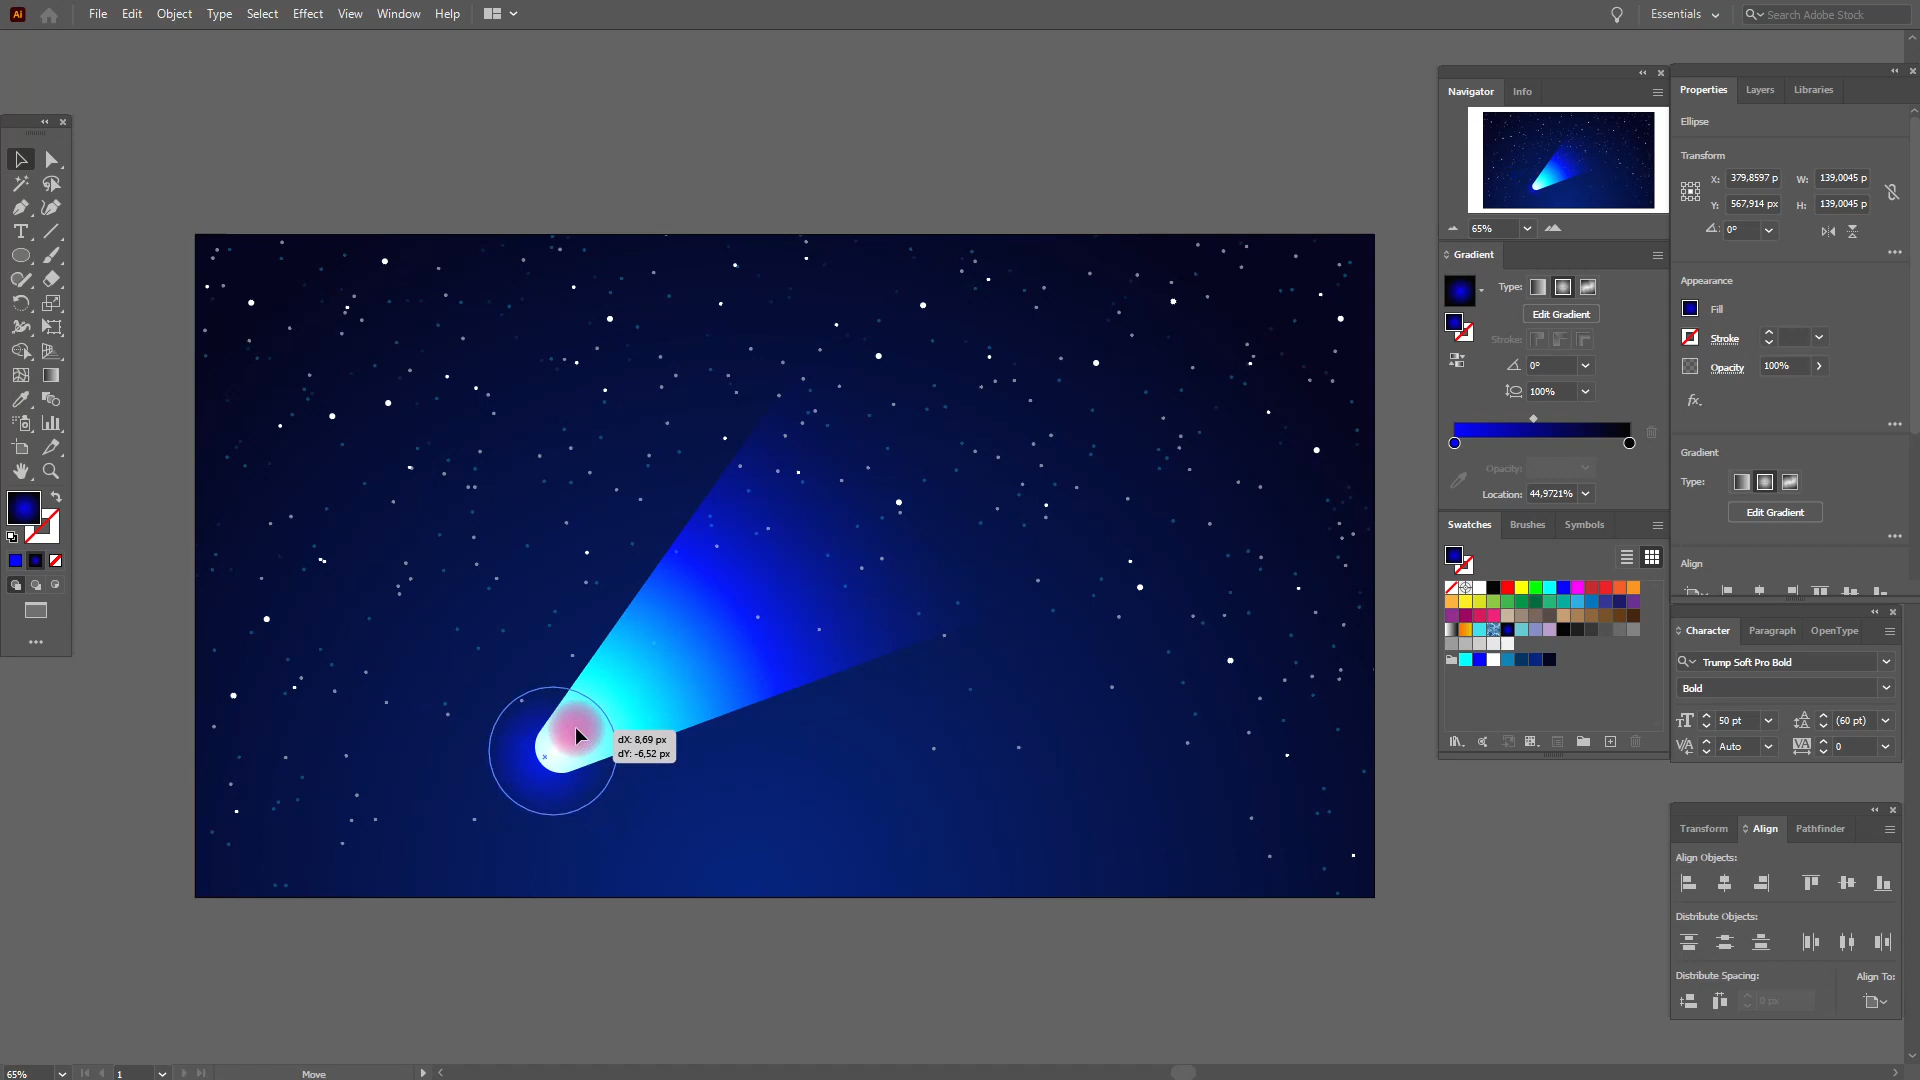 Ai File Edit Object Type Select Effect View Window Help Essentials Search Adobe Stock
Navigator Info
65%
Gradient
Type:
Edit Gradient
Stroke:
0°
100%
Opacity:
Location: 44,9721%
Swatches Brushes Symbols
Properties Layers Libraries
Ellipse
Transform
X: 379,8597 p W: 139,0045 p
Y: 567,914 px H: 139,0045 p
0°
Appearance
Fill
Stroke
Opacity 100%
fx.
Gradient
Type:
Edit Gradient
Align
Character Paragraph OpenType
Trump Soft Pro Bold
Bold
50 pt (60 pt)
Auto 0
Transform Align Pathfinder
Align Objects:
Distribute Objects:
Distribute Spacing: Align To:
0 px
dX: 8,69 px
dY: -6,52 px
65% 1 Move